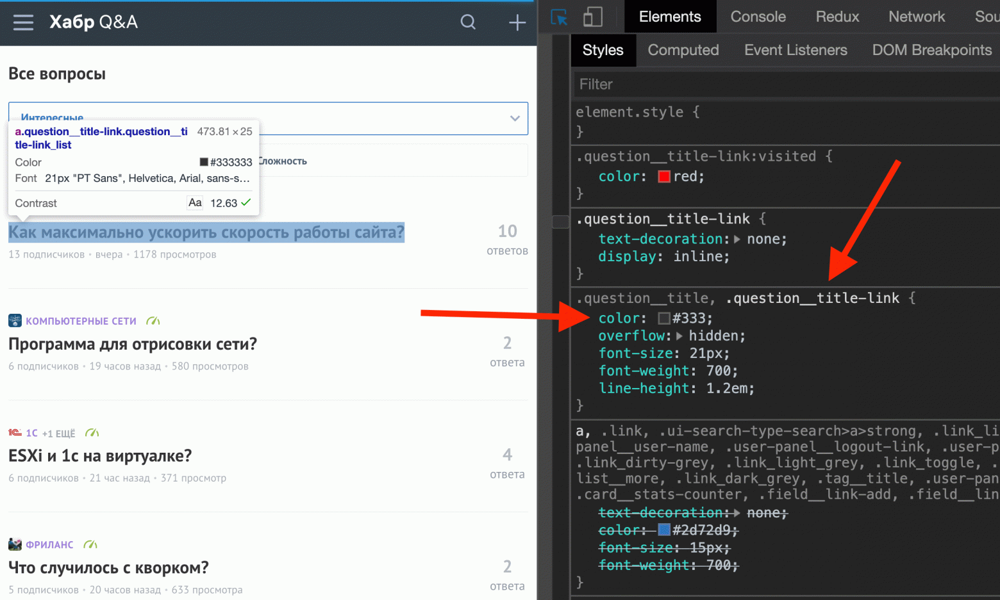 Хабр Q&A
Все вопросы
Интересные
a.question__title-link.question__ti 473.81 × 25
tle-link_list
Color #333333
Font 21px "PT Sans", Helvetica, Arial, sans-s…
Contrast Aa 12.63
Сложность
Как максимально ускорить скорость работы сайта?
13 подписчиков • вчера • 1178 просмотров
10
ответов
КОМПЬЮТЕРНЫЕ СЕТИ
Программа для отрисовки сети?
6 подписчиков • 19 часов назад • 580 просмотров
2
ответа
1С +1 ЕЩЁ
ESXi и 1с на виртуалке?
6 подписчиков • 21 час назад • 371 просмотр
4
ответа
ФРИЛАНС
Что случилось с кворком?
5 подписчиков • 20 часов назад • 633 просмотра
2
ответа
Elements Console Redux Network Sou
Styles Computed Event Listeners DOM Breakpoints
Filter
element.style {
}
.question__title-link:visited {
color: red;
}
.question__title-link {
text-decoration: none;
display: inline;
}
.question__title, .question__title-link {
color: #333;
overflow: hidden;
font-size: 21px;
font-weight: 700;
line-height: 1.2em;
}
a, .link, .ui-search-type-search>a>strong, .link_li
panel__user-name, .user-panel__logout-link, .user-p
.link_dirty-grey, .link_light_grey, .link_toggle, .
list__more, .link_dark_grey, .tag__title, .user-pan
.card__stats-counter, .field__link-add, .field__lin
text-decoration: none;
color: #2d72d9;
font-size: 15px;
font-weight: 700;
}